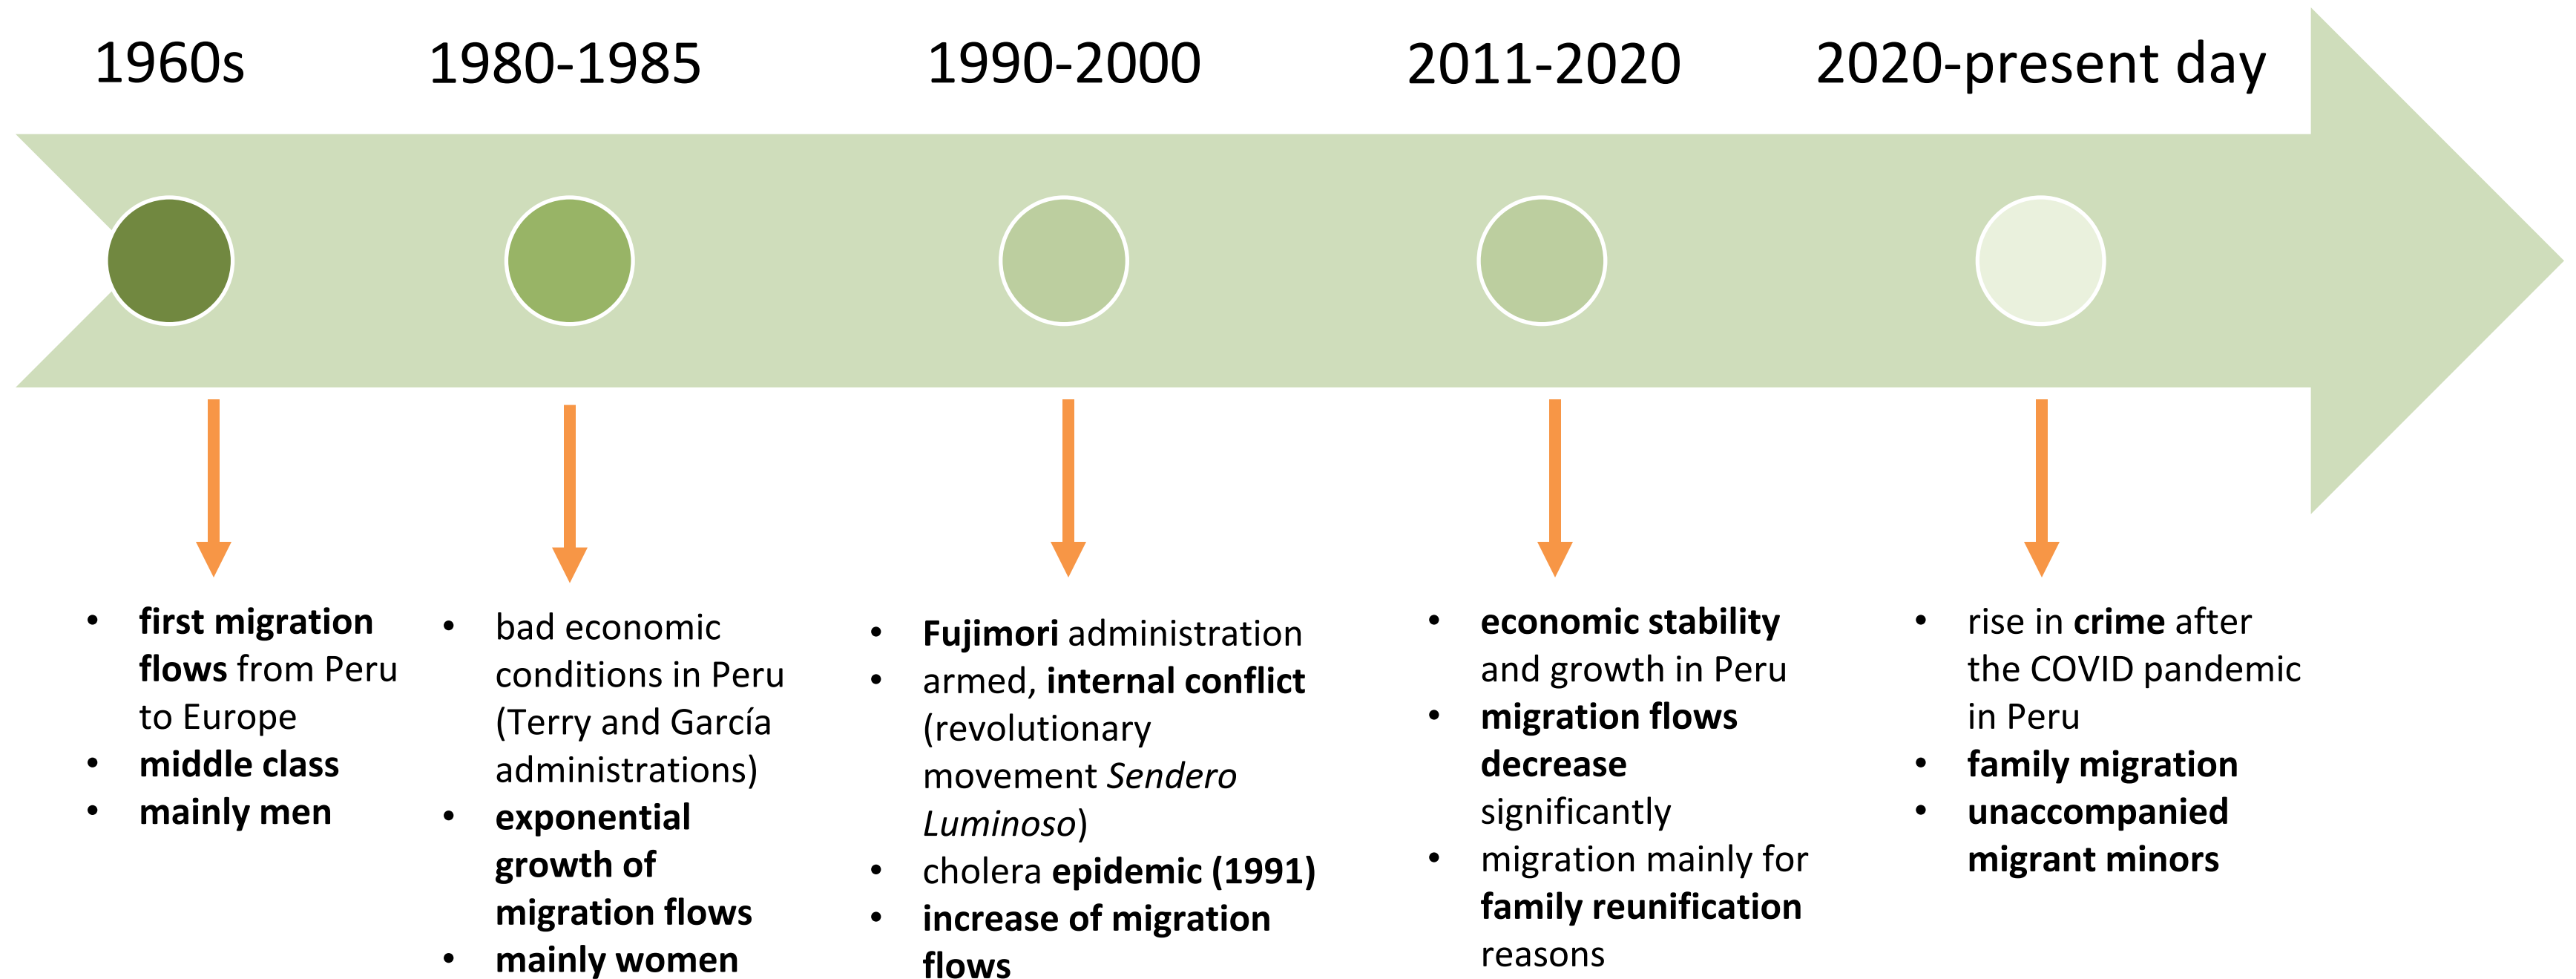 1960s
1980-1985
1990-2000
2011-2020
2020-present day
• first migration
flows from Peru
to Europe
• middle class
• mainly men
• bad economic
conditions in Peru
(Terry and García
administrations)
• exponential
growth of
migration flows
• mainly women
• Fujimori administration
• armed, internal conflict
(revolutionary
movement Sendero
Luminoso)
• cholera epidemic (1991)
• increase of migration
flows
• economic stability
and growth in Peru
• migration flows
decrease
significantly
• migration mainly for
family reunification
reasons
• rise in crime after
the COVID pandemic
in Peru
• family migration
• unaccompanied
migrant minors